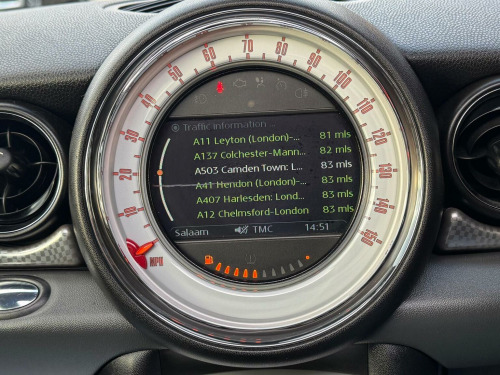 10
20
30
40
50
60
70
80
90
100
110
120
130
140
150
MPH
Traffic information ...
A11 Leyton (London)-... 81 mls
A137 Colchester-Mann... 82 mls
A503 Camden Town: L... 83 mls
A41 Hendon (London)-... 83 mls
A407 Harlesden: Lond... 83 mls
A12 Chelmsford-London 83 mls
Salaam TMC 14:51